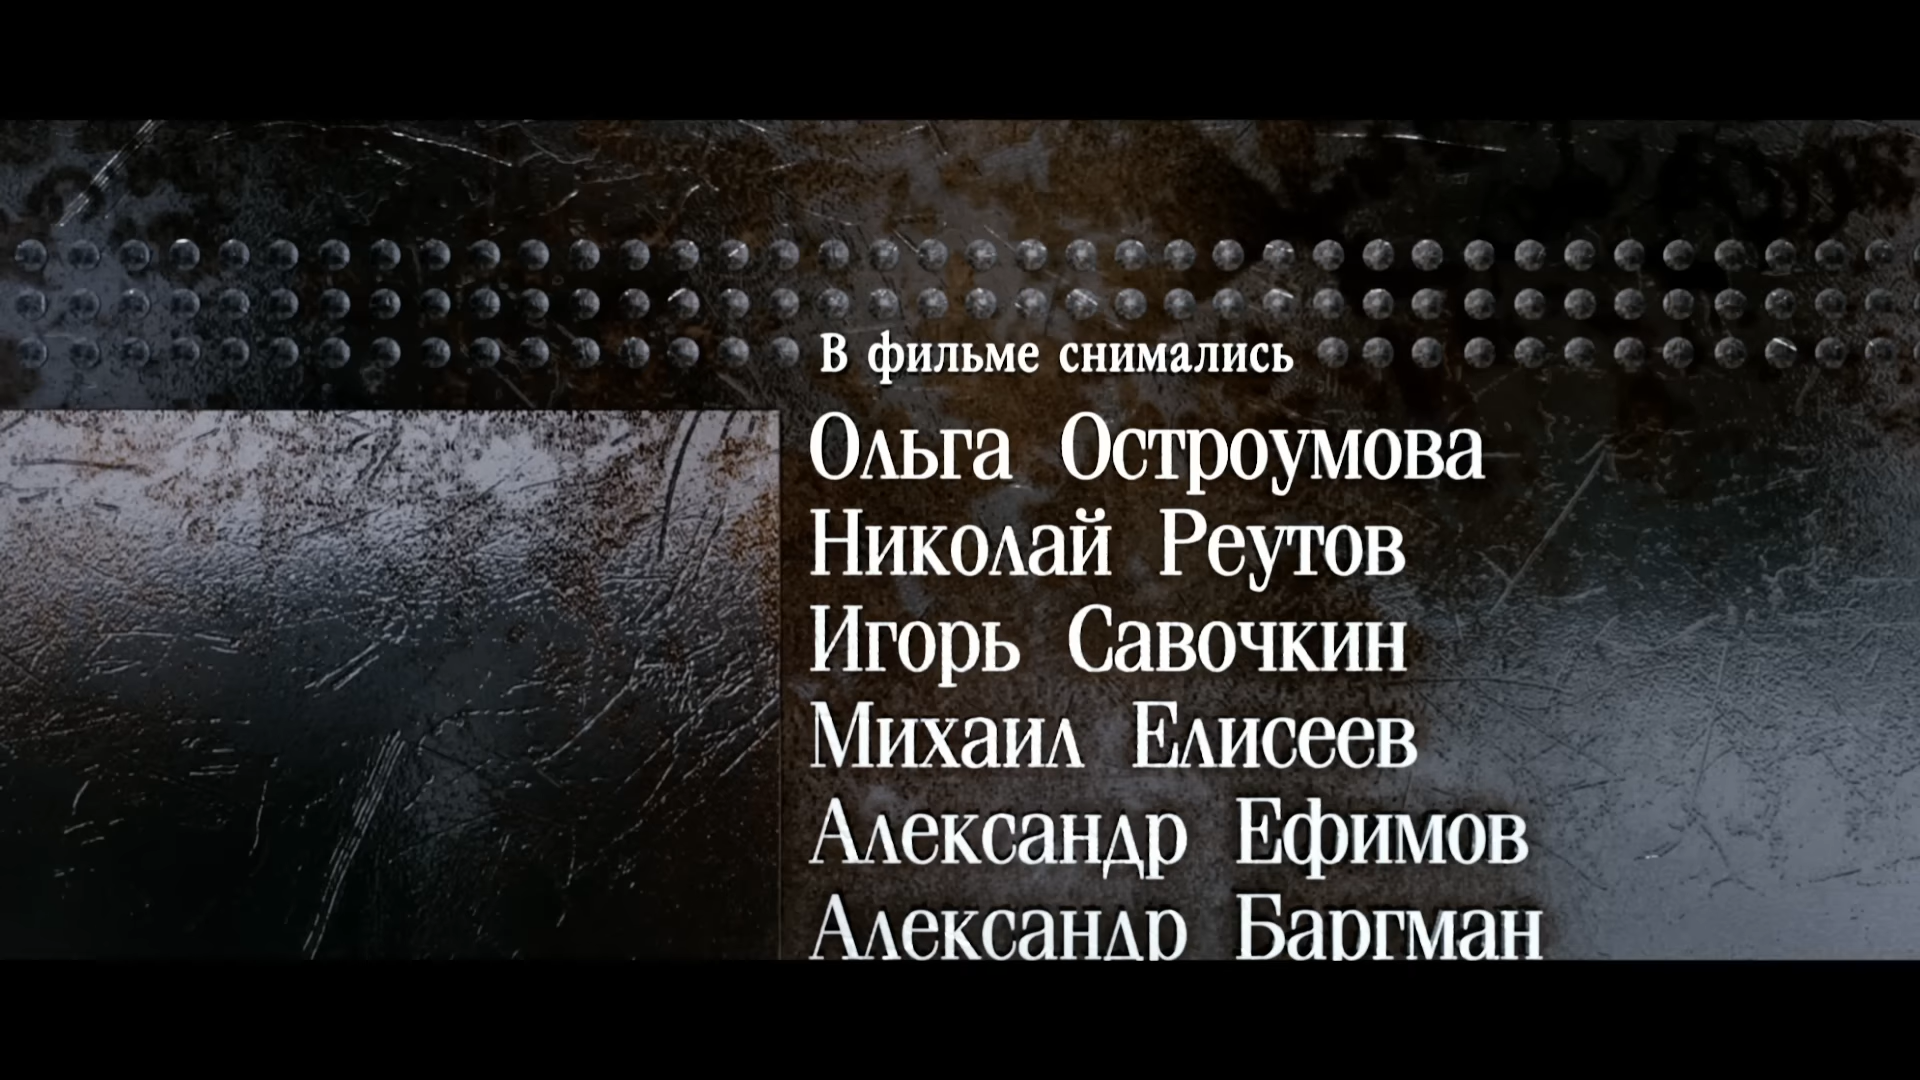 В фильме снимались
Ольга Остроумова
Николай Реутов
Игорь Савочкин
Михаил Елисеев
Александр Ефимов
Александр Баргман